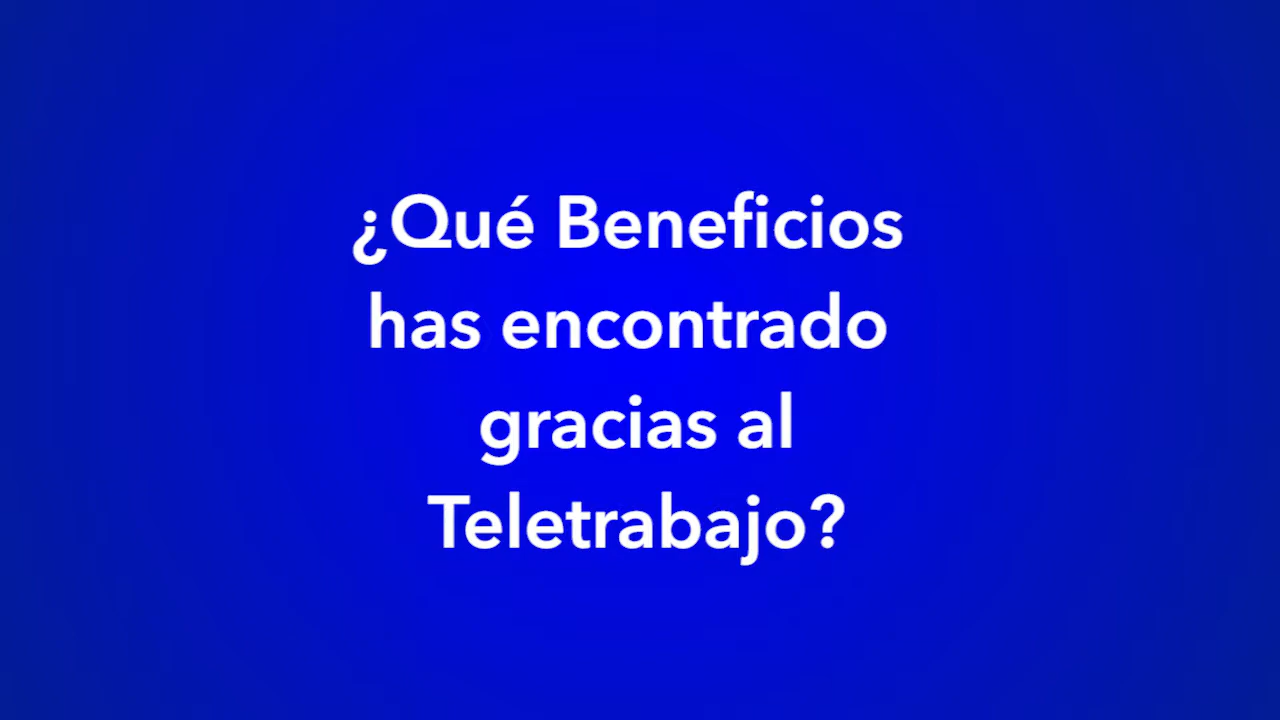 ¿Qué Beneficios
has encontrado
gracias al
Teletrabajo?